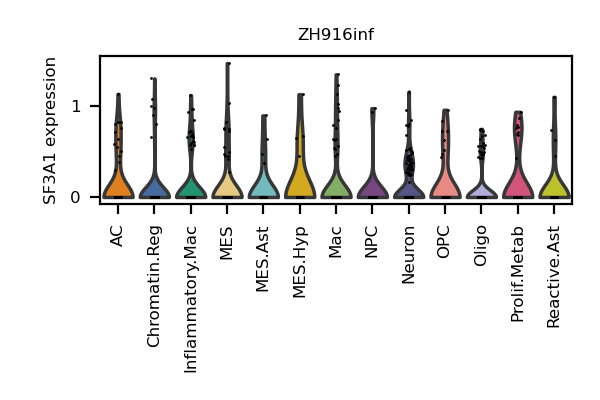 ZH916inf
SF3A1 expression
1
0
AC
Chromatin.Reg
Inflammatory.Mac
MES
MES.Ast
MES.Hyp
Mac
NPC
Neuron
OPC
Oligo
Prolif.Metab
Reactive.Ast